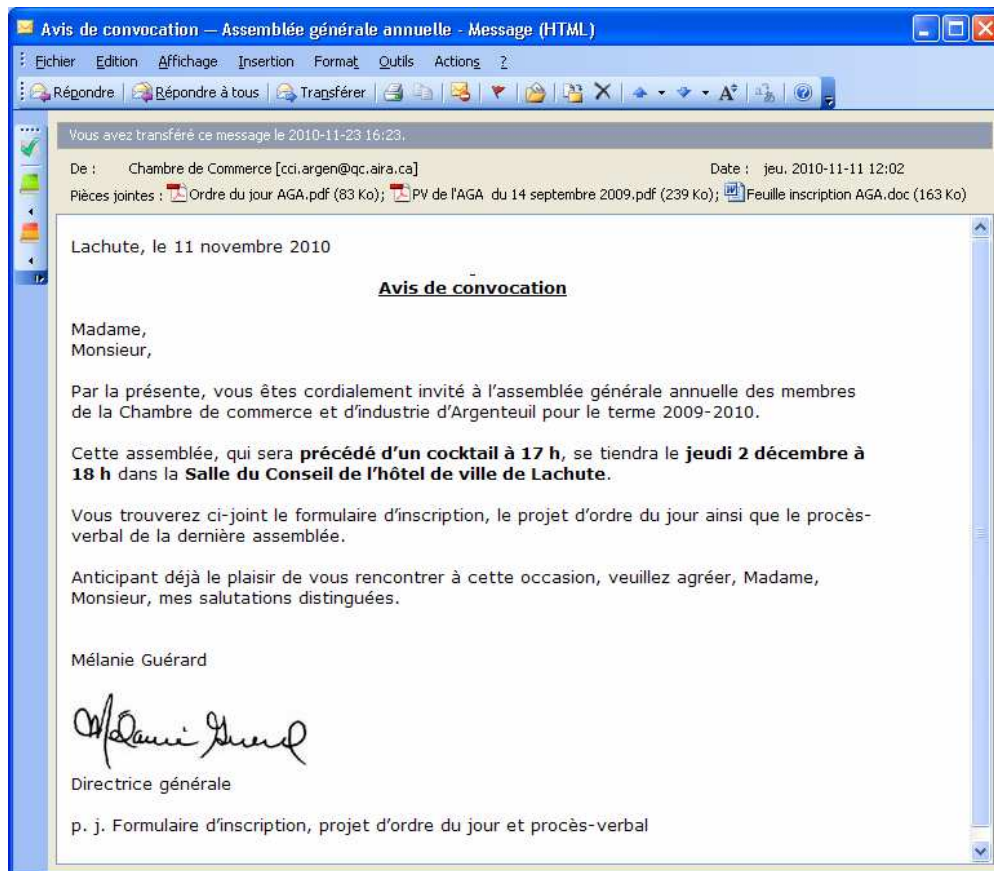 Avis de convocation — Assemblée générale annuelle - Message (HTML)
Fichier Edition Affichage Insertion Format Outils Actions ?
Répondre Répondre à tous Transférer
Vous avez transféré ce message le 2010-11-23 16:23.
De : Chambre de Commerce [cci.argen@qc.aira.ca] Date : jeu. 2010-11-11 12:02
Pièces jointes : Ordre du jour AGA.pdf (83 Ko); PV de l'AGA du 14 septembre 2009.pdf (239 Ko); Feuille inscription AGA.doc (163 Ko)
Lachute, le 11 novembre 2010
Avis de convocation
Madame,
Monsieur,
Par la présente, vous êtes cordialement invité à l’assemblée générale annuelle des membres
de la Chambre de commerce et d’industrie d’Argenteuil pour le terme 2009-2010.
Cette assemblée, qui sera précédé d’un cocktail à 17 h, se tiendra le jeudi 2 décembre à
18 h dans la Salle du Conseil de l’hôtel de ville de Lachute.
Vous trouverez ci-joint le formulaire d’inscription, le projet d’ordre du jour ainsi que le procès-
verbal de la dernière assemblée.
Anticipant déjà le plaisir de vous rencontrer à cette occasion, veuillez agréer, Madame,
Monsieur, mes salutations distinguées.
Mélanie Guérard
Directrice générale
p. j. Formulaire d’inscription, projet d’ordre du jour et procès-verbal